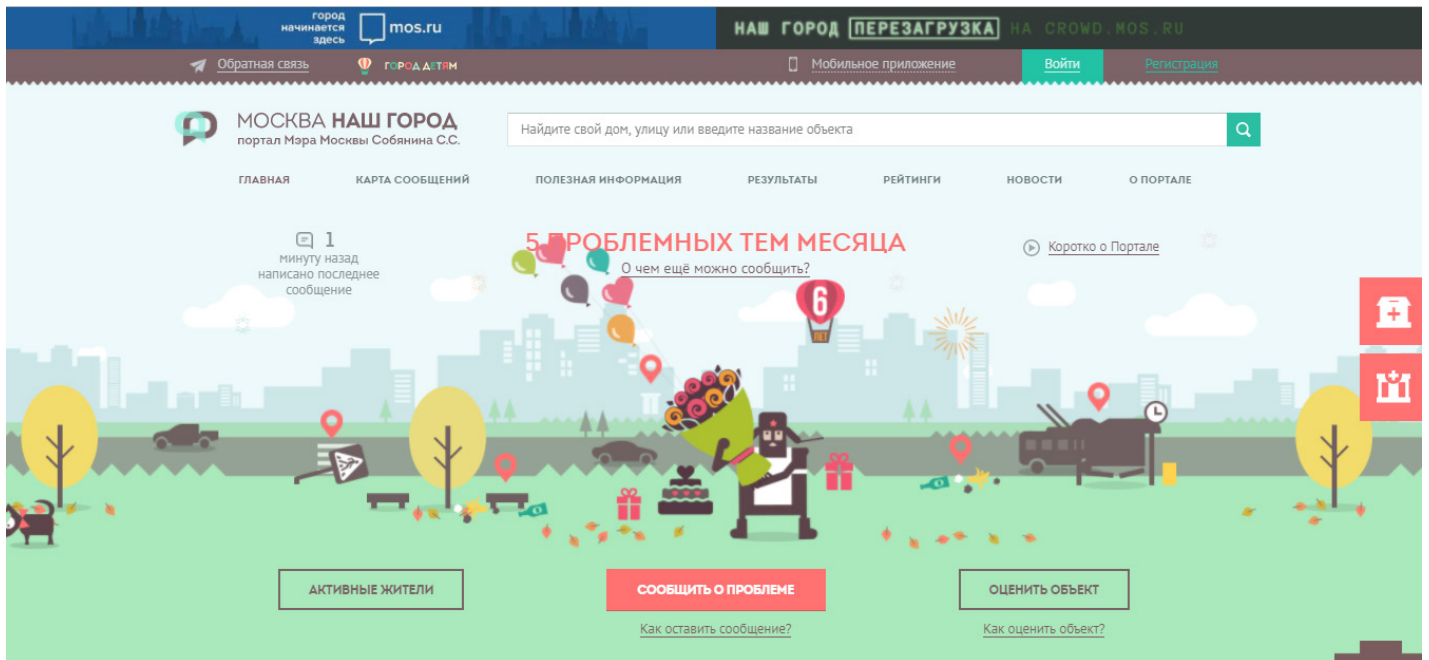 город
начинается
здесь
mos.ru
НАШ ГОРОД ПЕРЕЗАГРУЗКА НА CROWD.MOS.RU
Обратная связь
ГОРОД ДЕТЯМ
Мобильное приложение
Войти
Регистрация
МОСКВА НАШ ГОРОД
портал Мэра Москвы Собянина С.С.
Найдите свой дом, улицу или введите название объекта
ГЛАВНАЯ
КАРТА СООБЩЕНИЙ
ПОЛЕЗНАЯ ИНФОРМАЦИЯ
РЕЗУЛЬТАТЫ
РЕЙТИНГИ
НОВОСТИ
О ПОРТАЛЕ
1
минуту назад
написано последнее
сообщение
5 ПРОБЛЕМНЫХ ТЕМ МЕСЯЦА
О чем ещё можно сообщить?
Коротко о Портале
6
ЛЕТ
АКТИВНЫЕ ЖИТЕЛИ
СООБЩИТЬ О ПРОБЛЕМЕ
Как оставить сообщение?
ОЦЕНИТЬ ОБЪЕКТ
Как оценить объект?